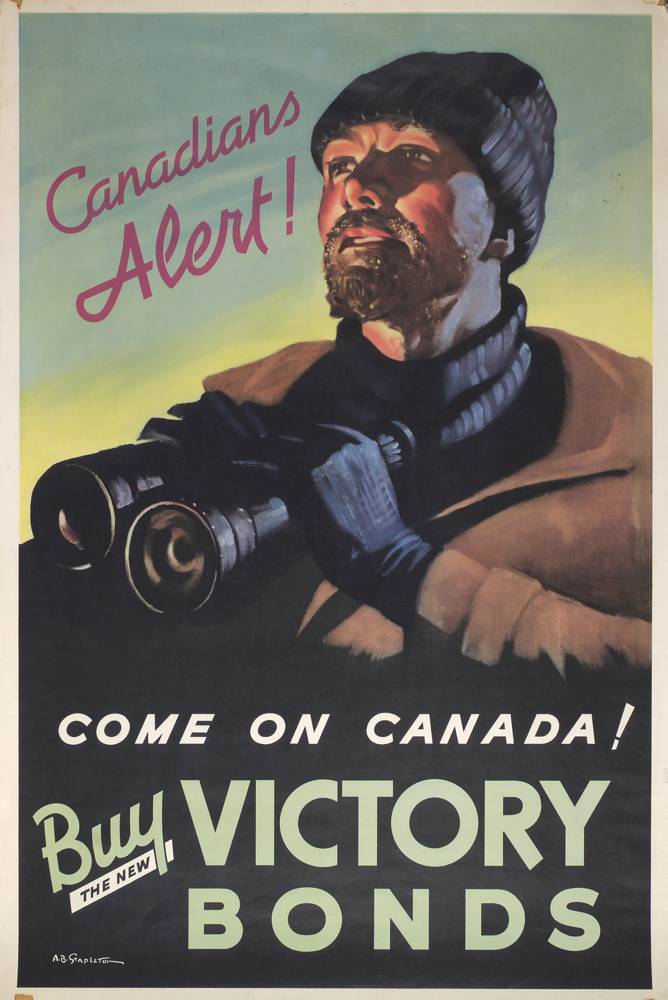 Canadians
Alert!
COME ON CANADA!
Buy VICTORY
THE NEW
BONDS
A.B. STAPLETON